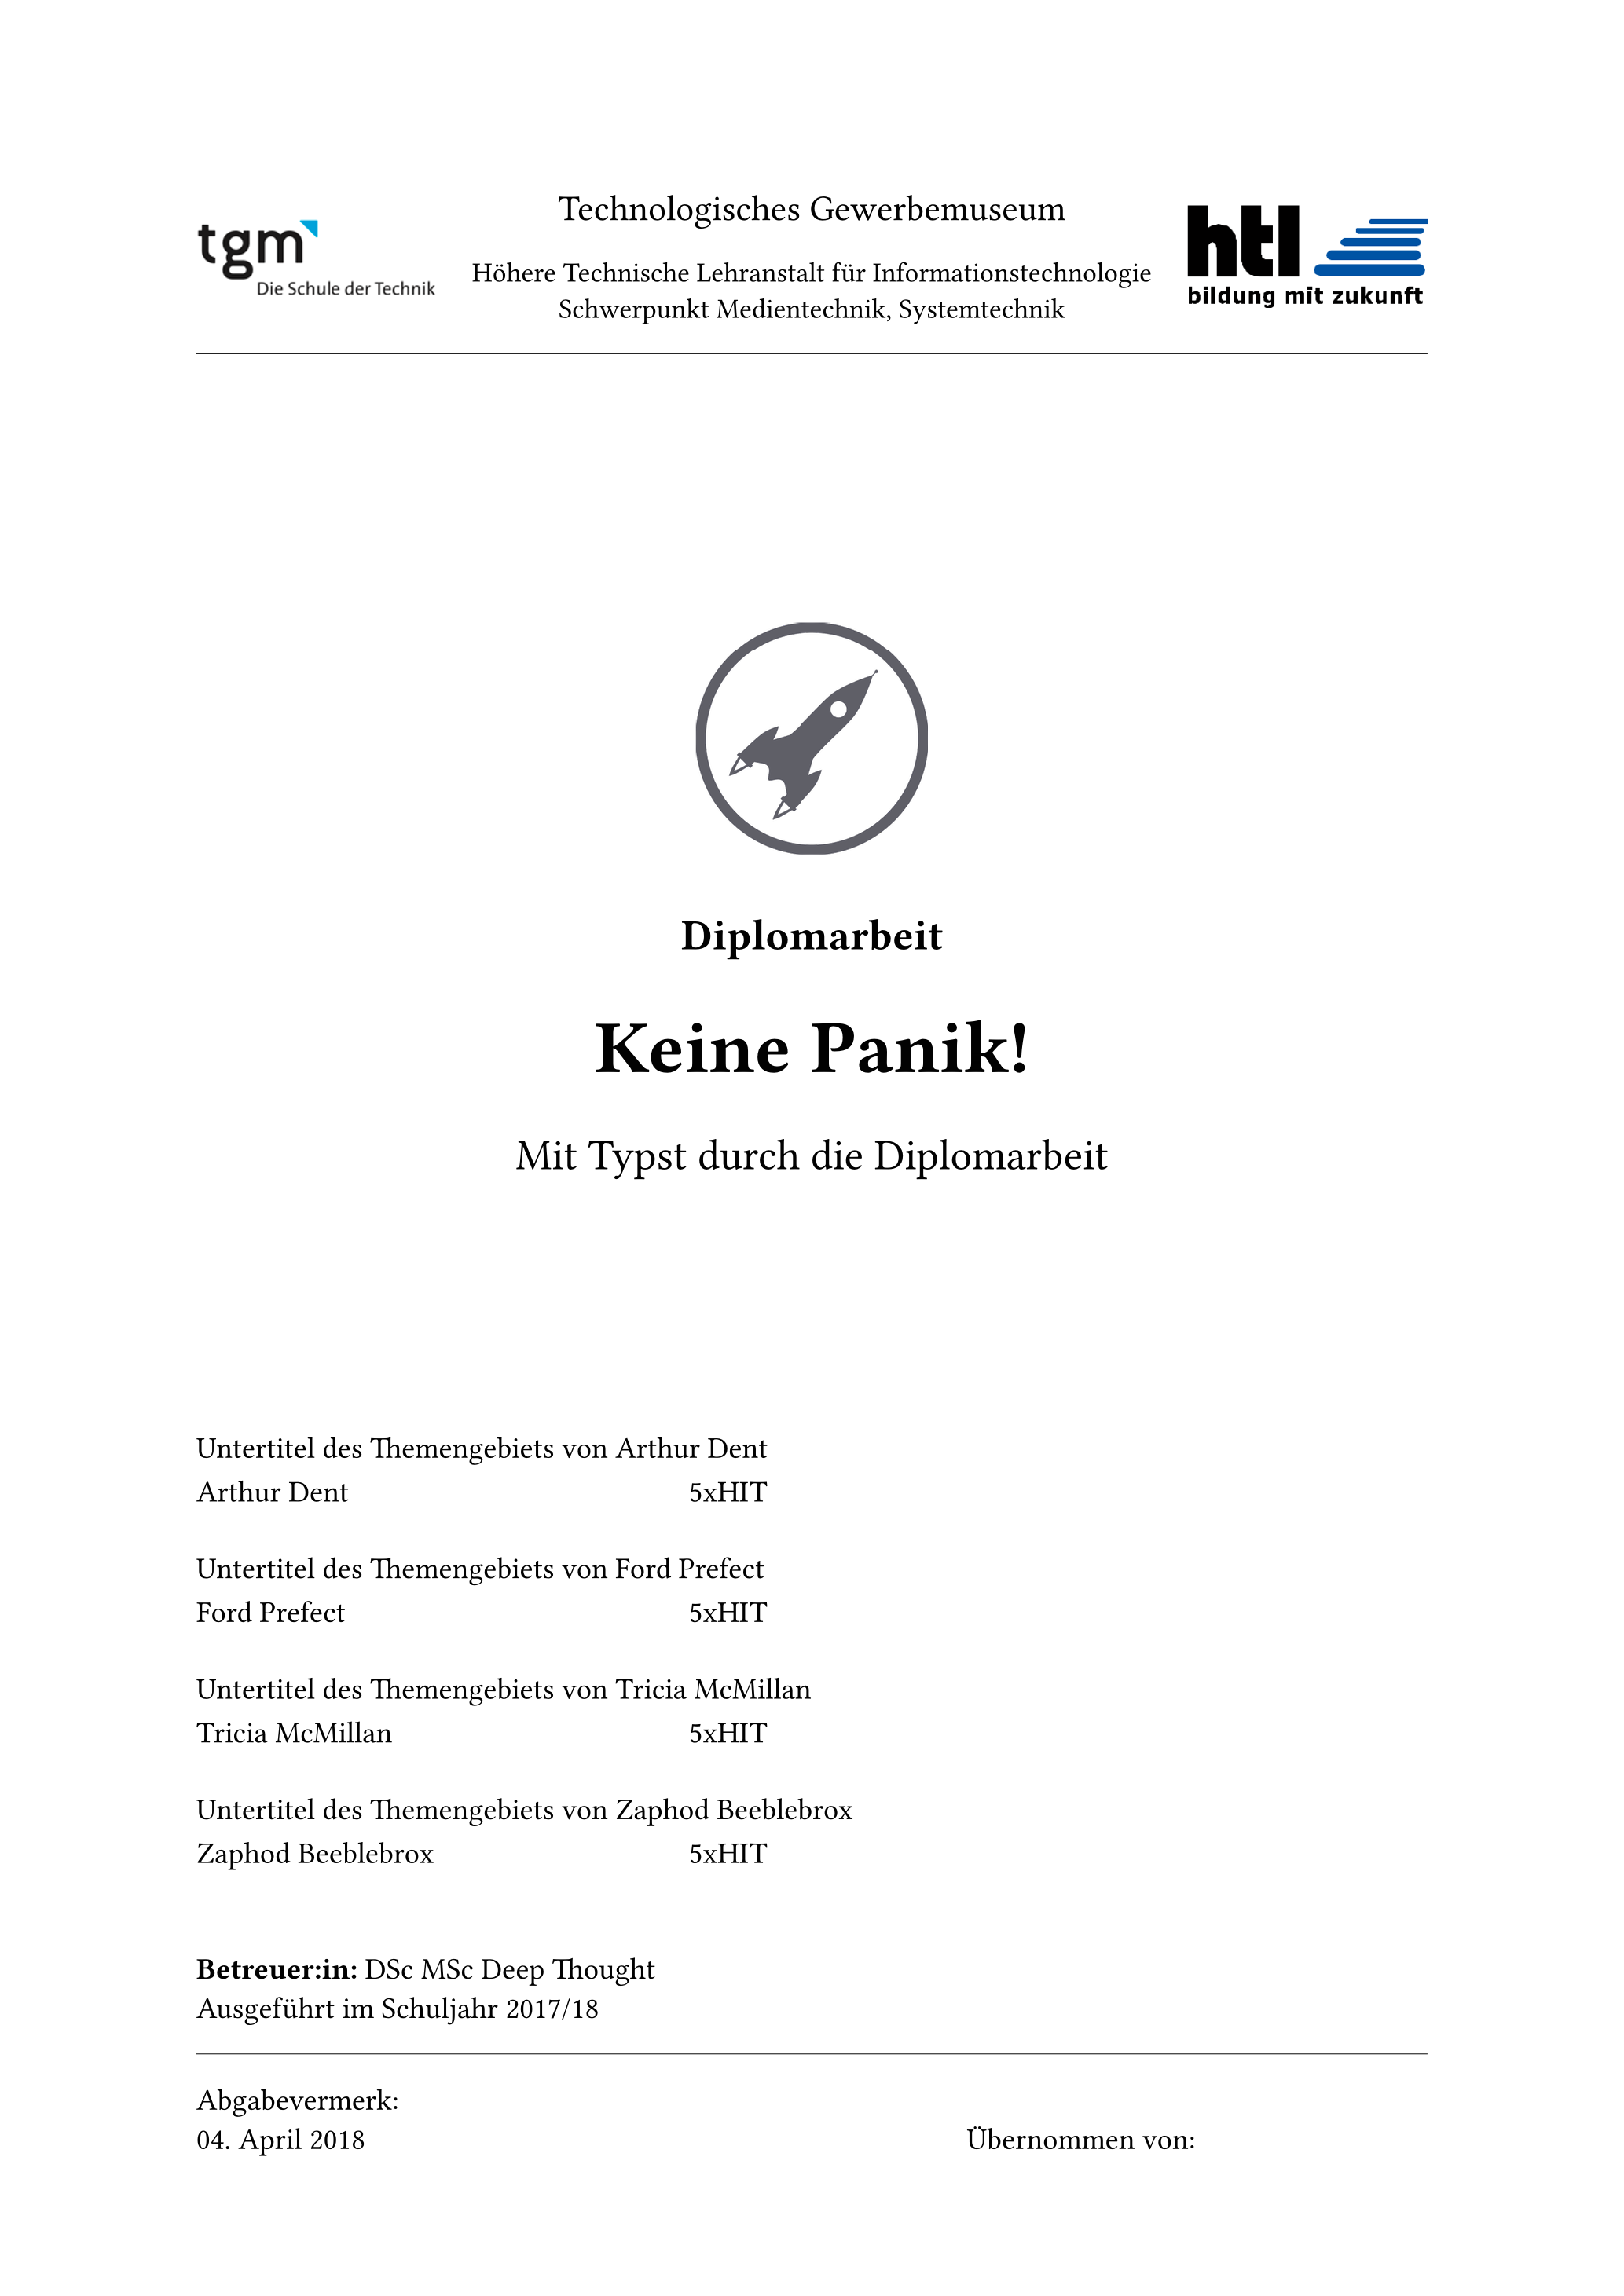 tgm
Die Schule der Technik
Technologisches Gewerbemuseum
Höhere Technische Lehranstalt für Informationstechnologie
Schwerpunkt Medientechnik, Systemtechnik
htl
bildung mit zukunft
Diplomarbeit
Keine Panik!
Mit Typst durch die Diplomarbeit
Untertitel des Themengebiets von Arthur Dent
Arthur Dent 5xHIT
Untertitel des Themengebiets von Ford Prefect
Ford Prefect 5xHIT
Untertitel des Themengebiets von Tricia McMillan
Tricia McMillan 5xHIT
Untertitel des Themengebiets von Zaphod Beeblebrox
Zaphod Beeblebrox 5xHIT
Betreuer:in: DSc MSc Deep Thought
Ausgeführt im Schuljahr 2017/18
Abgabevermerk:
04. April 2018 Übernommen von: